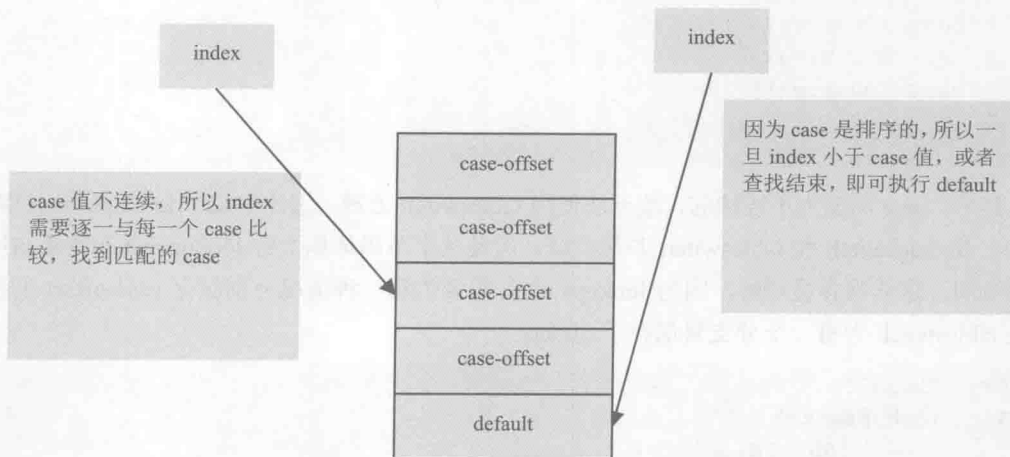 index
index
因为 case 是排序的，所以一
旦 index 小于 case 值，或者
查找结束，即可执行 default
case 值不连续，所以 index
需要逐一与每一个 case 比
较，找到匹配的 case
case-offset
case-offset
case-offset
case-offset
default